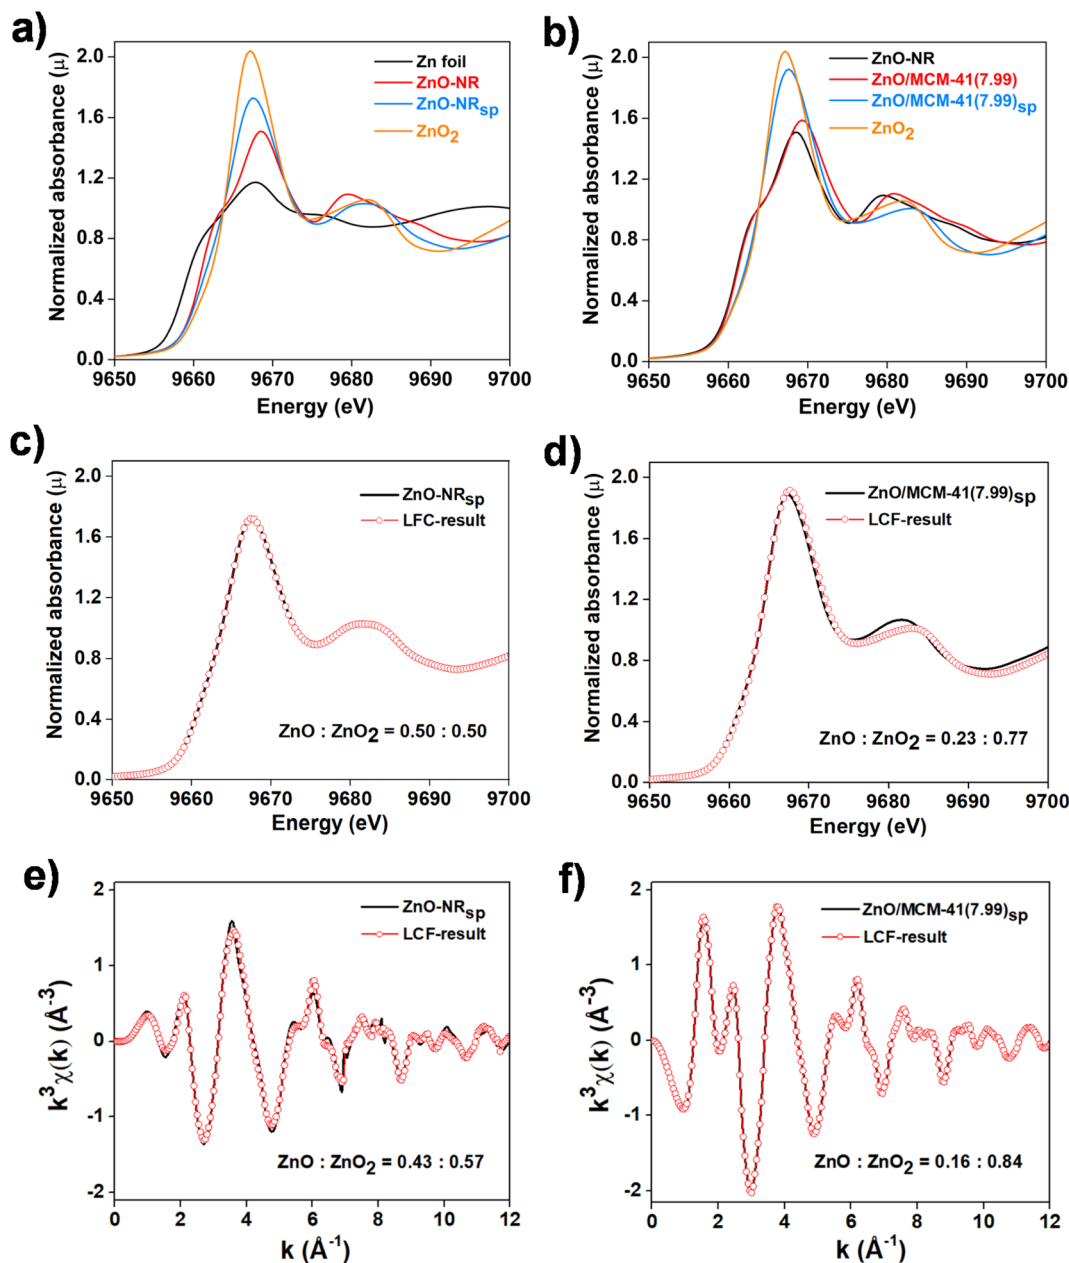 a)
Normalized absorbance (μ)
2.0
1.6
1.2
0.8
0.4
0.0
Zn foil
ZnO-NR
ZnO-NRsp
ZnO2
9650 9660 9670 9680 9690 9700
Energy (eV)
b)
Normalized absorbance (μ)
2.0
1.6
1.2
0.8
0.4
0.0
ZnO-NR
ZnO/MCM-41(7.99)
ZnO/MCM-41(7.99)sp
ZnO2
9650 9660 9670 9680 9690 9700
Energy (eV)
c)
Normalized absorbance (μ)
2.0
1.6
1.2
0.8
0.4
0.0
ZnO-NRsp
LFC-result
ZnO : ZnO2 = 0.50 : 0.50
9650 9660 9670 9680 9690 9700
Energy (eV)
d)
Normalized absorbance (μ)
2.0
1.6
1.2
0.8
0.4
0.0
ZnO/MCM-41(7.99)sp
LCF-result
ZnO : ZnO2 = 0.23 : 0.77
9650 9660 9670 9680 9690 9700
Energy (eV)
e)
k3χ(k) (Å-3)
2
1
0
-1
-2
ZnO-NRsp
LCF-result
ZnO : ZnO2 = 0.43 : 0.57
0 2 4 6 8 10 12
k (Å-1)
f)
k3χ(k) (Å-3)
2
1
0
-1
-2
ZnO/MCM-41(7.99)sp
LCF-result
ZnO : ZnO2 = 0.16 : 0.84
0 2 4 6 8 10 12
k (Å-1)